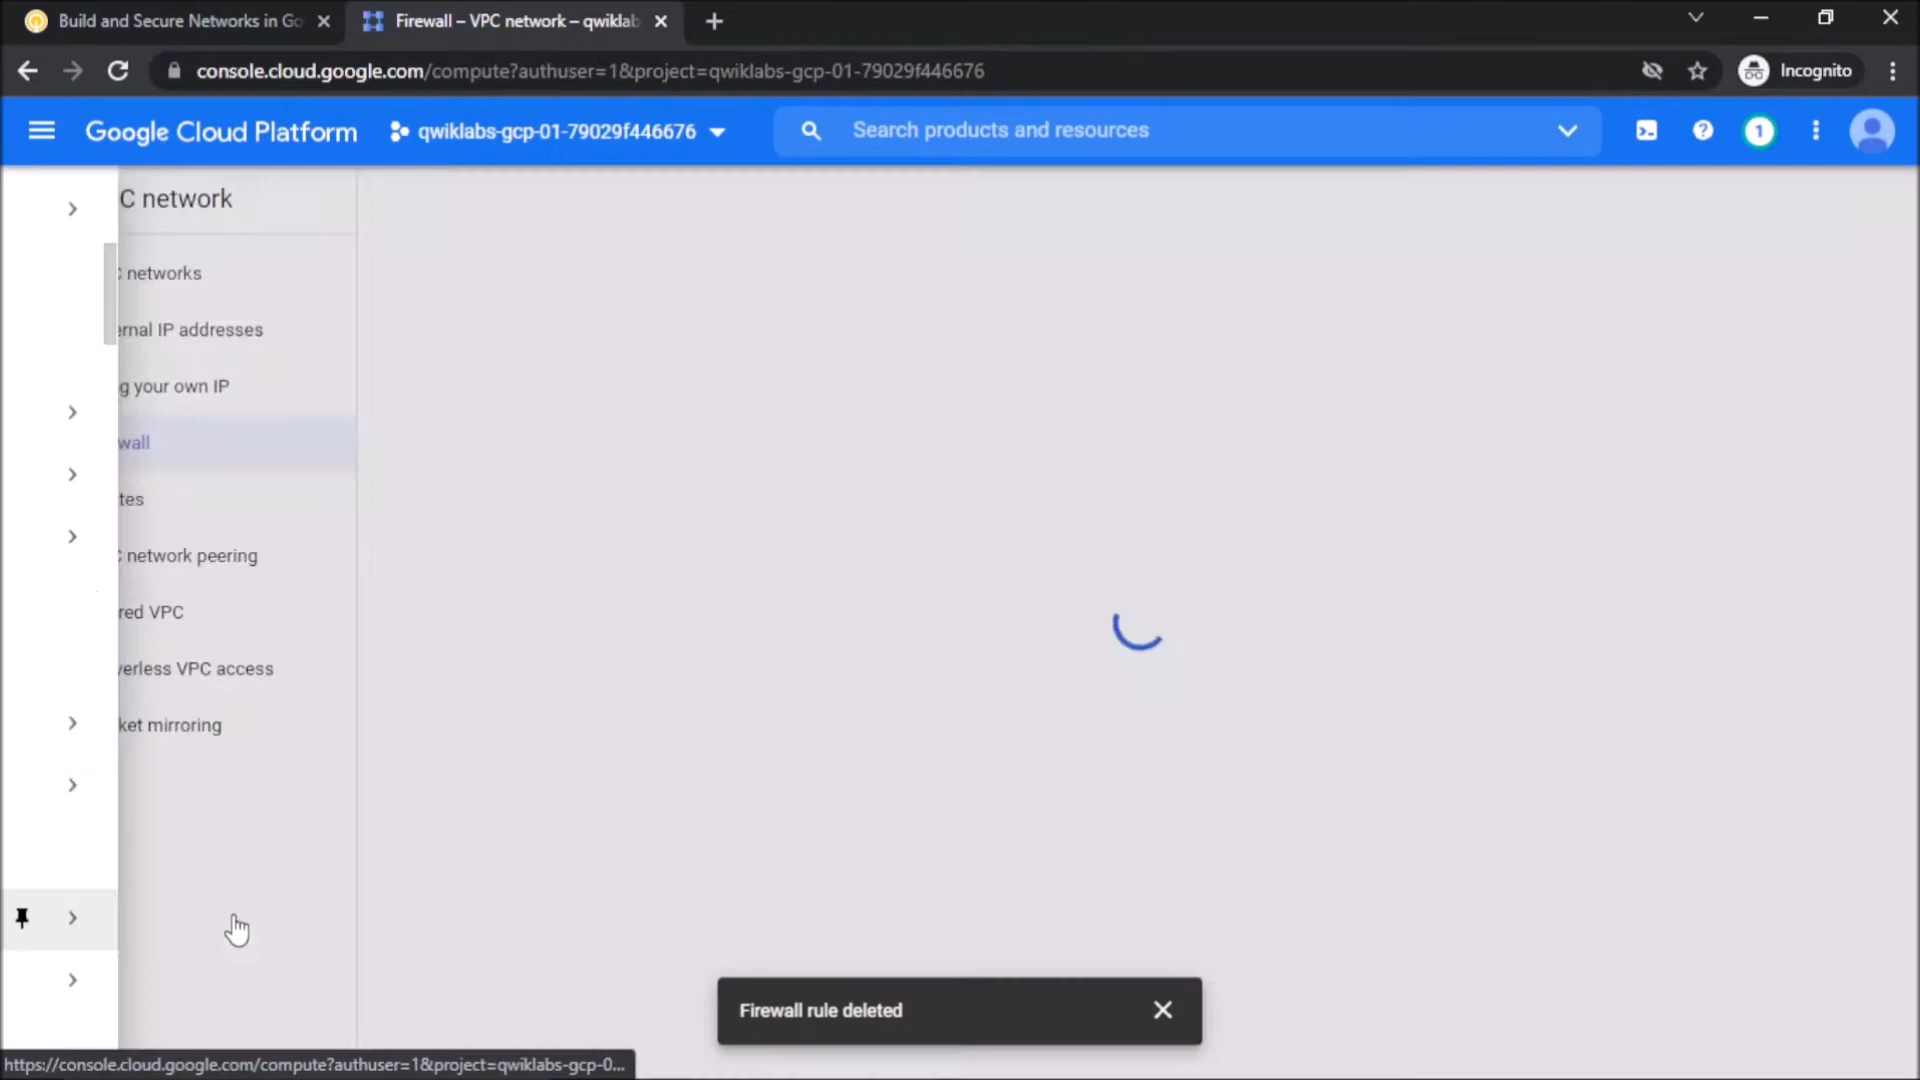 Build and Secure Networks in Go
Firewall – VPC network – qwiklab
console.cloud.google.com/compute?authuser=1&project=qwiklabs-gcp-01-79029f446676
Incognito
Google Cloud Platform
qwiklabs-gcp-01-79029f446676
Search products and resources
1
C network
C networks
ernal IP addresses
g your own IP
wall
tes
C network peering
red VPC
verless VPC access
ket mirroring
Firewall rule deleted
https://console.cloud.google.com/compute?authuser=1&project=qwiklabs-gcp-0...